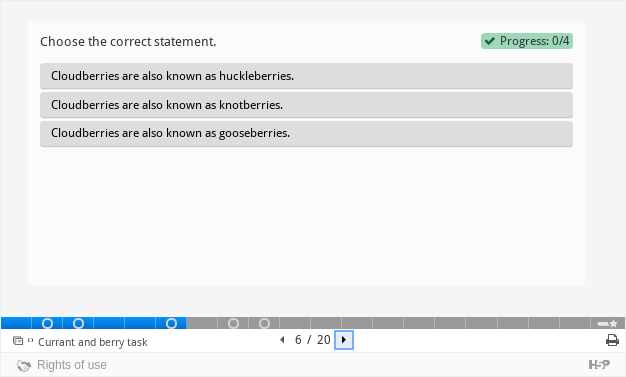 Choose the correct statement.
Progress: 0/4
Cloudberries are also known as huckleberries.
Cloudberries are also known as knotberries.
Cloudberries are also known as gooseberries.
Currant and berry task
6 / 20
Rights of use
H5P